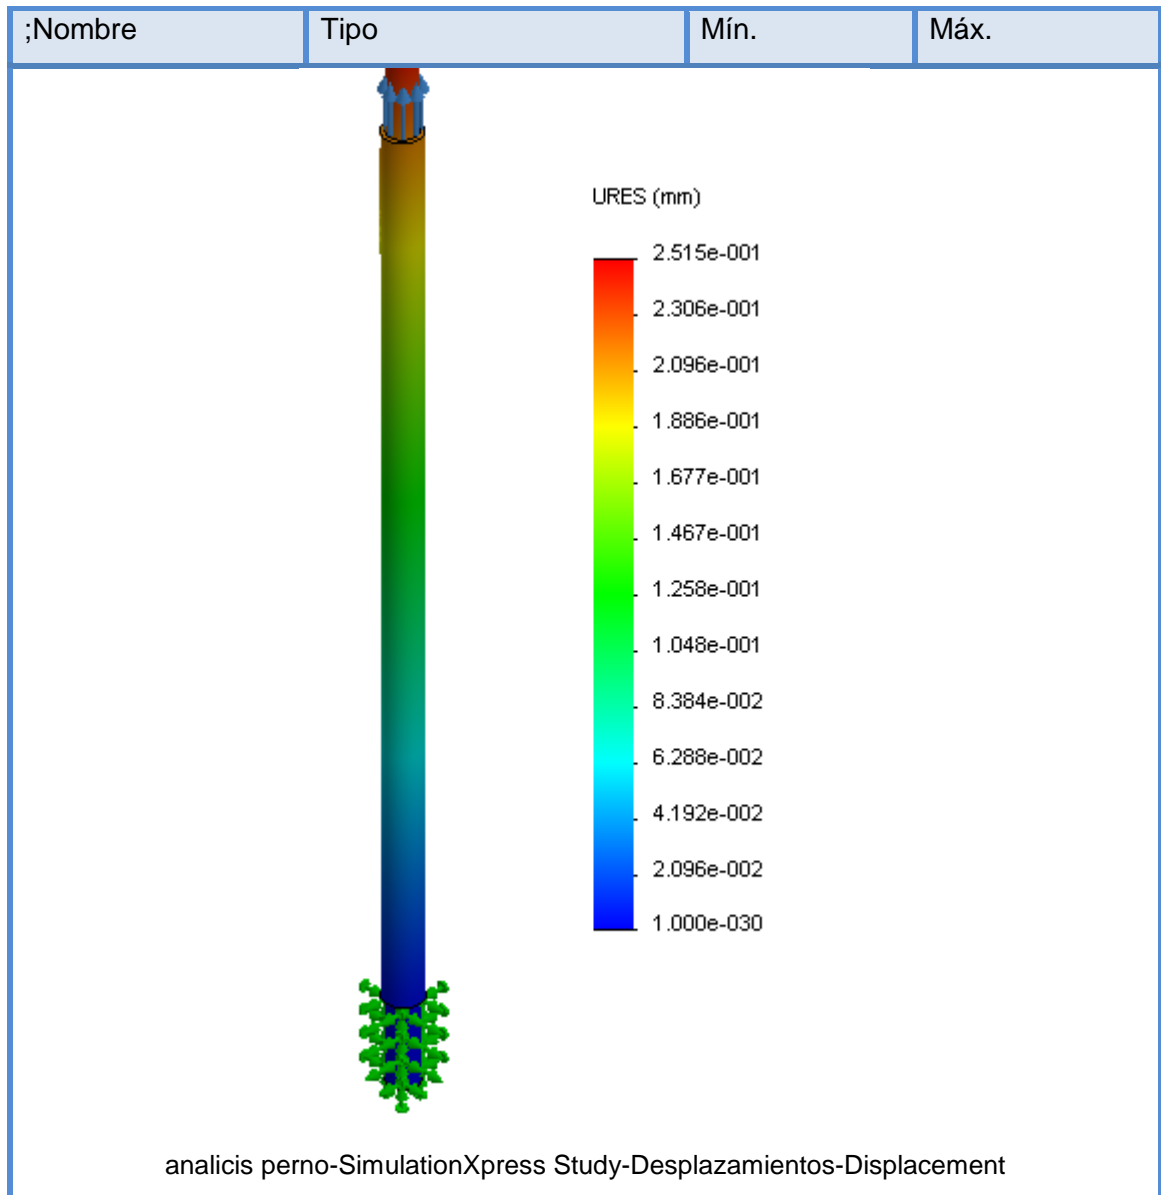 ;Nombre Tipo Mín. Máx.
URES (mm)
2.515e-001
2.306e-001
2.096e-001
1.886e-001
1.677e-001
1.467e-001
1.258e-001
1.048e-001
8.384e-002
6.288e-002
4.192e-002
2.096e-002
1.000e-030
analicis perno-SimulationXpress Study-Desplazamientos-Displacement